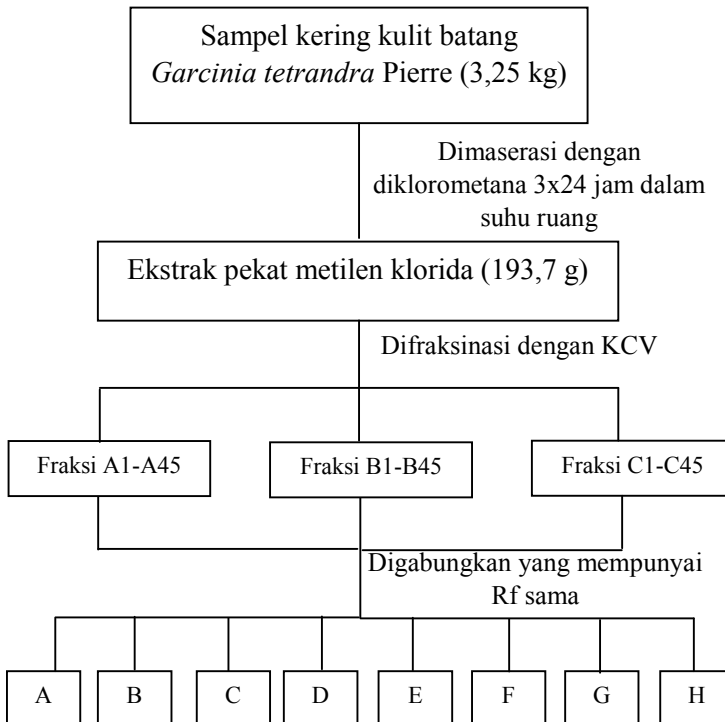 Sampel kering kulit batang
Garcinia tetrandra Pierre (3,25 kg)
Dimaserasi dengan
diklorometana 3x24 jam dalam
suhu ruang
Ekstrak pekat metilen klorida (193,7 g)
Difraksinasi dengan KCV
Fraksi A1-A45
Fraksi B1-B45
Fraksi C1-C45
Digabungkan yang mempunyai
Rf sama
A
B
C
D
E
F
G
H